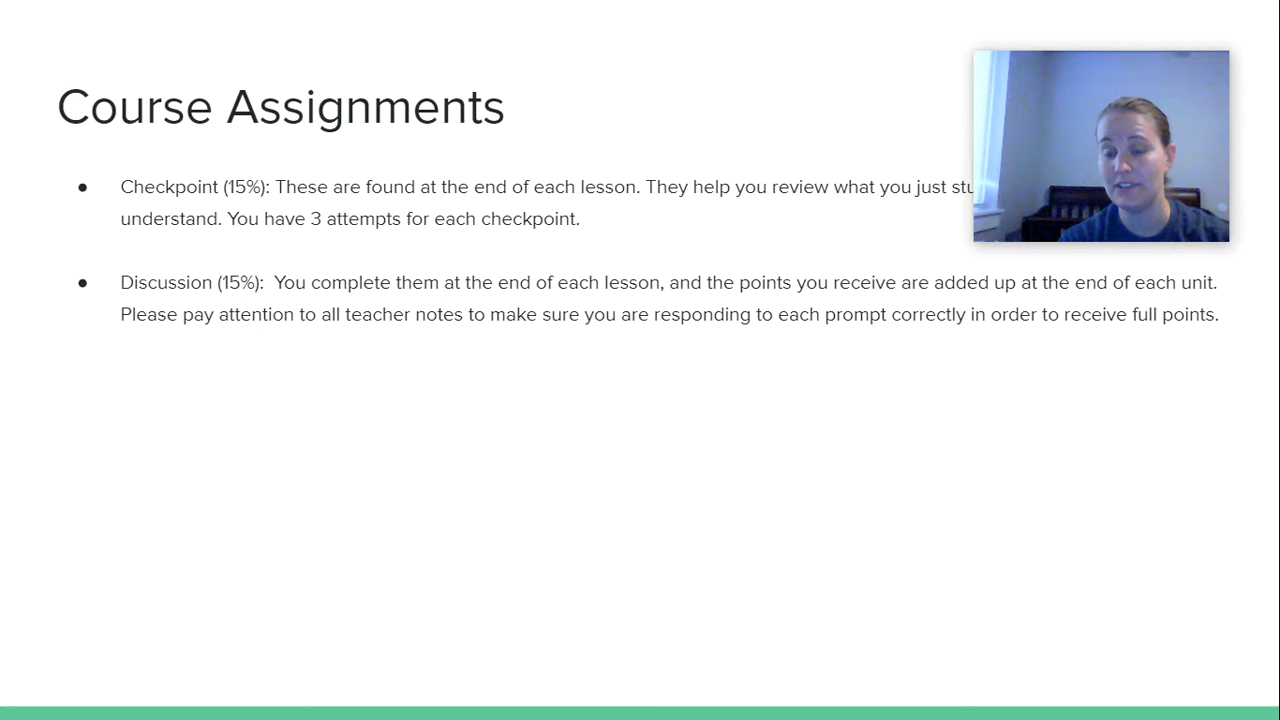 Course Assignments
● Checkpoint (15%): These are found at the end of each lesson. They help you review what you just
understand. You have 3 attempts for each checkpoint.
● Discussion (15%):  You complete them at the end of each lesson, and the points you receive are added up at the end of each unit.
Please pay attention to all teacher notes to make sure you are responding to each prompt correctly in order to receive full points.